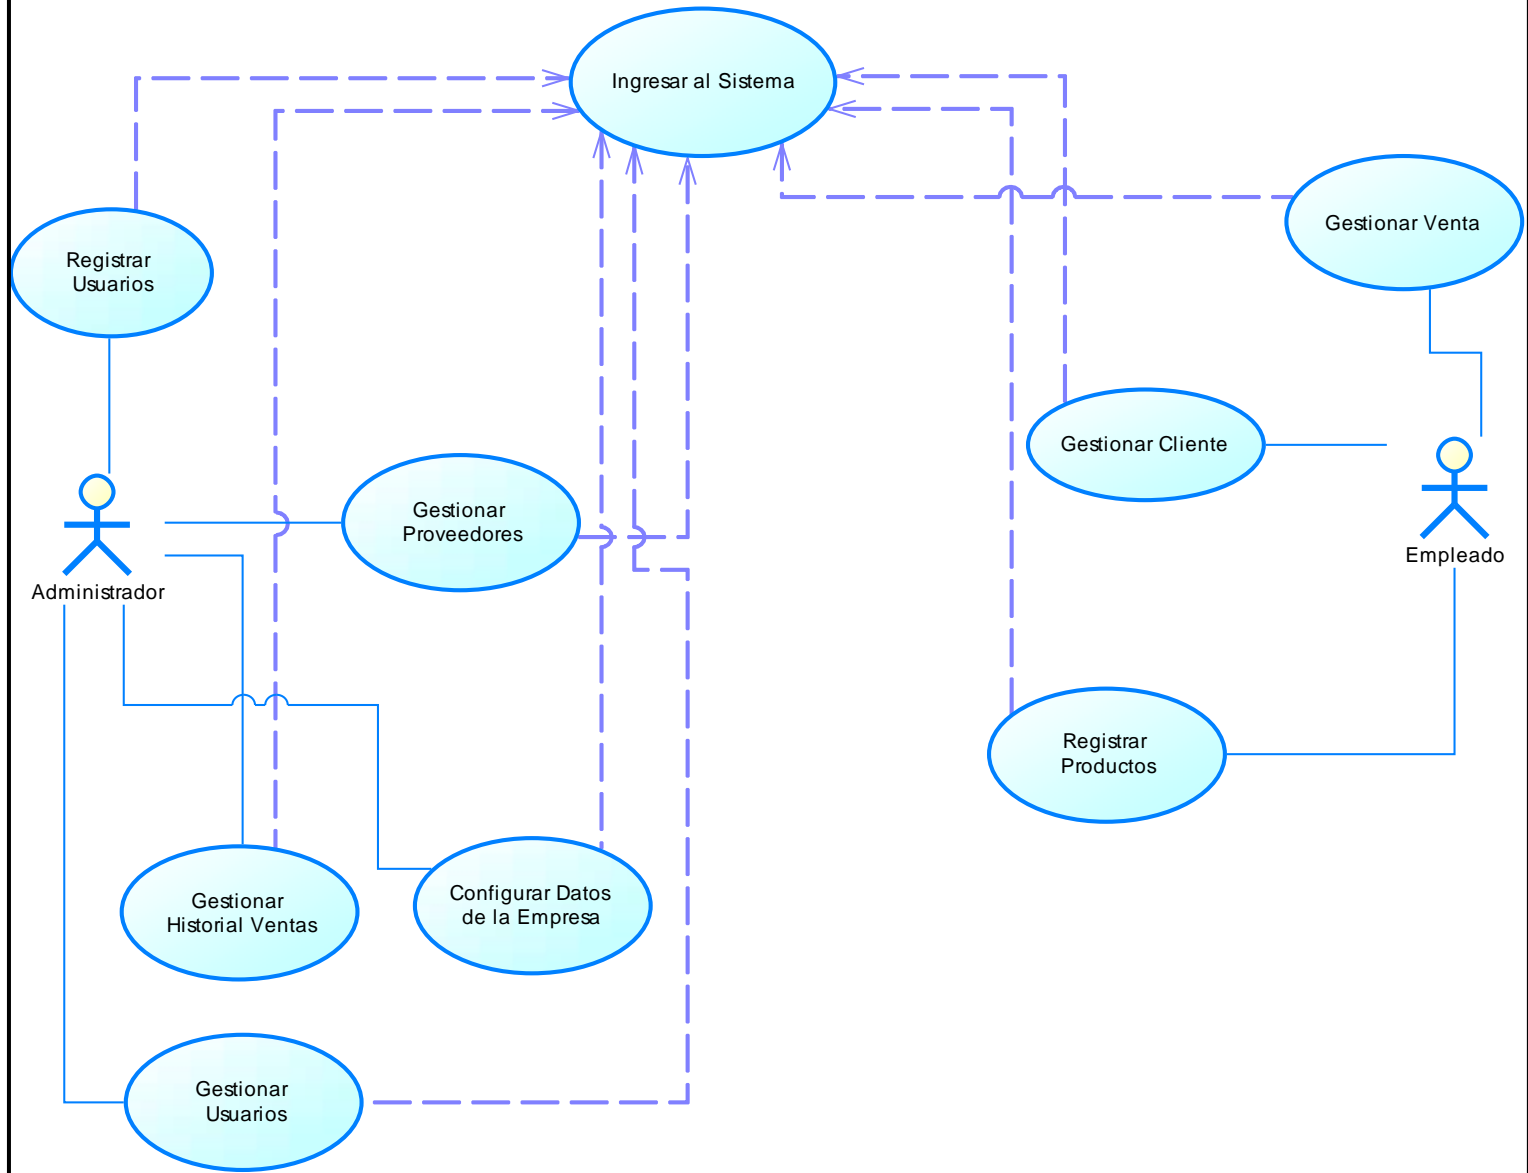 Ingresar al Sistema
Gestionar Venta
Registrar
Usuarios
Gestionar Cliente
Gestionar
Proveedores
Empleado
Administrador
Registrar
Productos
Gestionar
Historial Ventas
Configurar Datos
de la Empresa
Gestionar
Usuarios